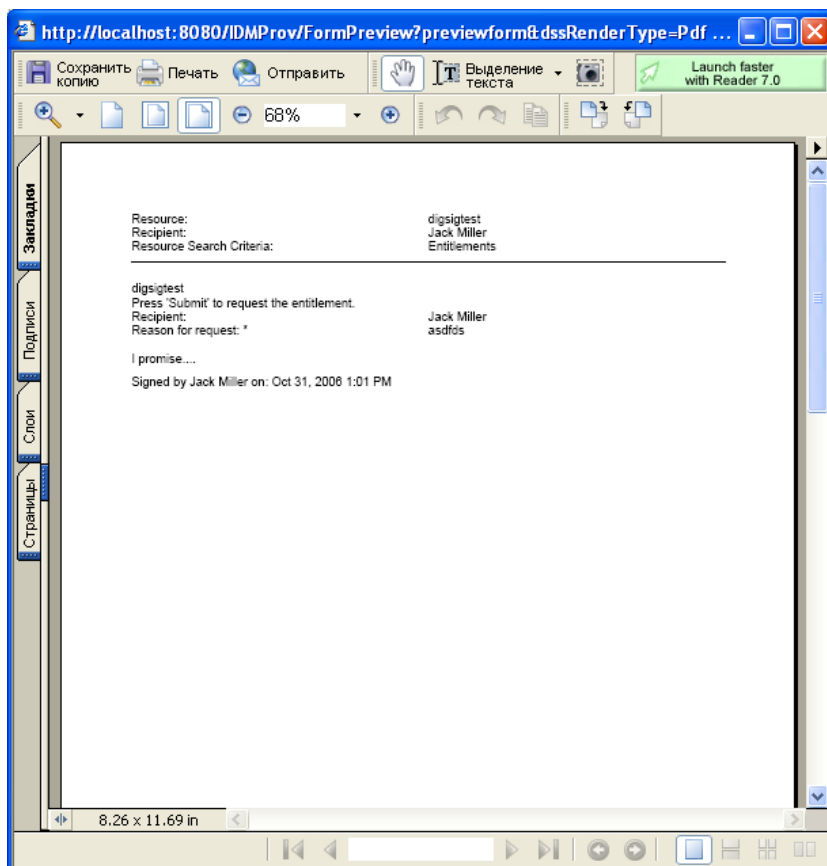 http://localhost:8080/IDMProv/FormPreview?previewform&dssRenderType=Pdf ...
Сохранить копию
Печать
Отправить
Выделение текста
Launch faster with Reader 7.0
68%
Закладки
Подписи
Слои
Страницы
Resource: digsigtest
Recipient: Jack Miller
Resource Search Criteria: Entitlements
digsigtest
Press 'Submit' to request the entitlement.
Recipient: Jack Miller
Reason for request: * asdfds
I promise....
Signed by Jack Miller on: Oct 31, 2006 1:01 PM
8.26 x 11.69 in